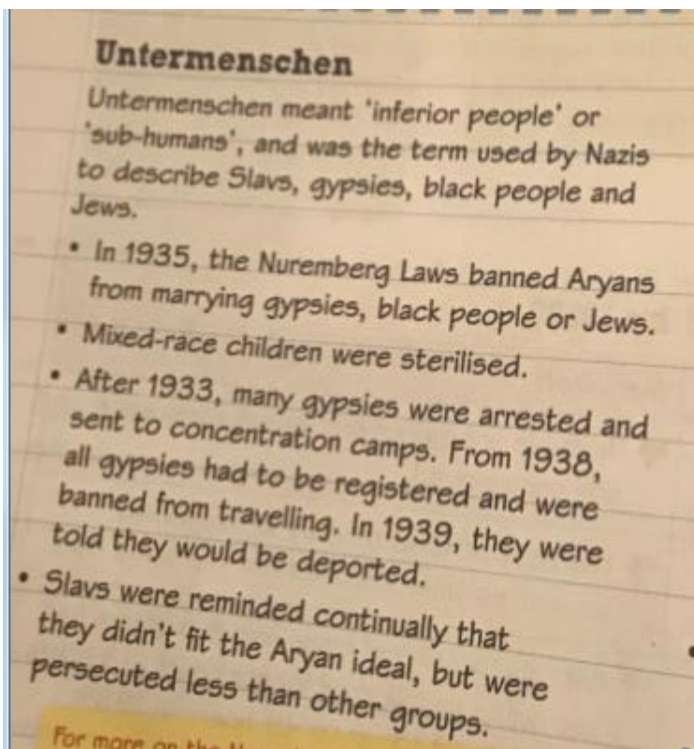 Untermenschen
Untermenschen meant 'inferior people' or
'sub-humans', and was the term used by Nazis
to describe Slavs, gypsies, black people and
Jews.
• In 1935, the Nuremberg Laws banned Aryans
from marrying gypsies, black people or Jews.
• Mixed-race children were sterilised.
• After 1933, many gypsies were arrested and
sent to concentration camps. From 1938,
all gypsies had to be registered and were
banned from travelling. In 1939, they were
told they would be deported.
• Slavs were reminded continually that
they didn't fit the Aryan ideal, but were
persecuted less than other groups.
For more on the